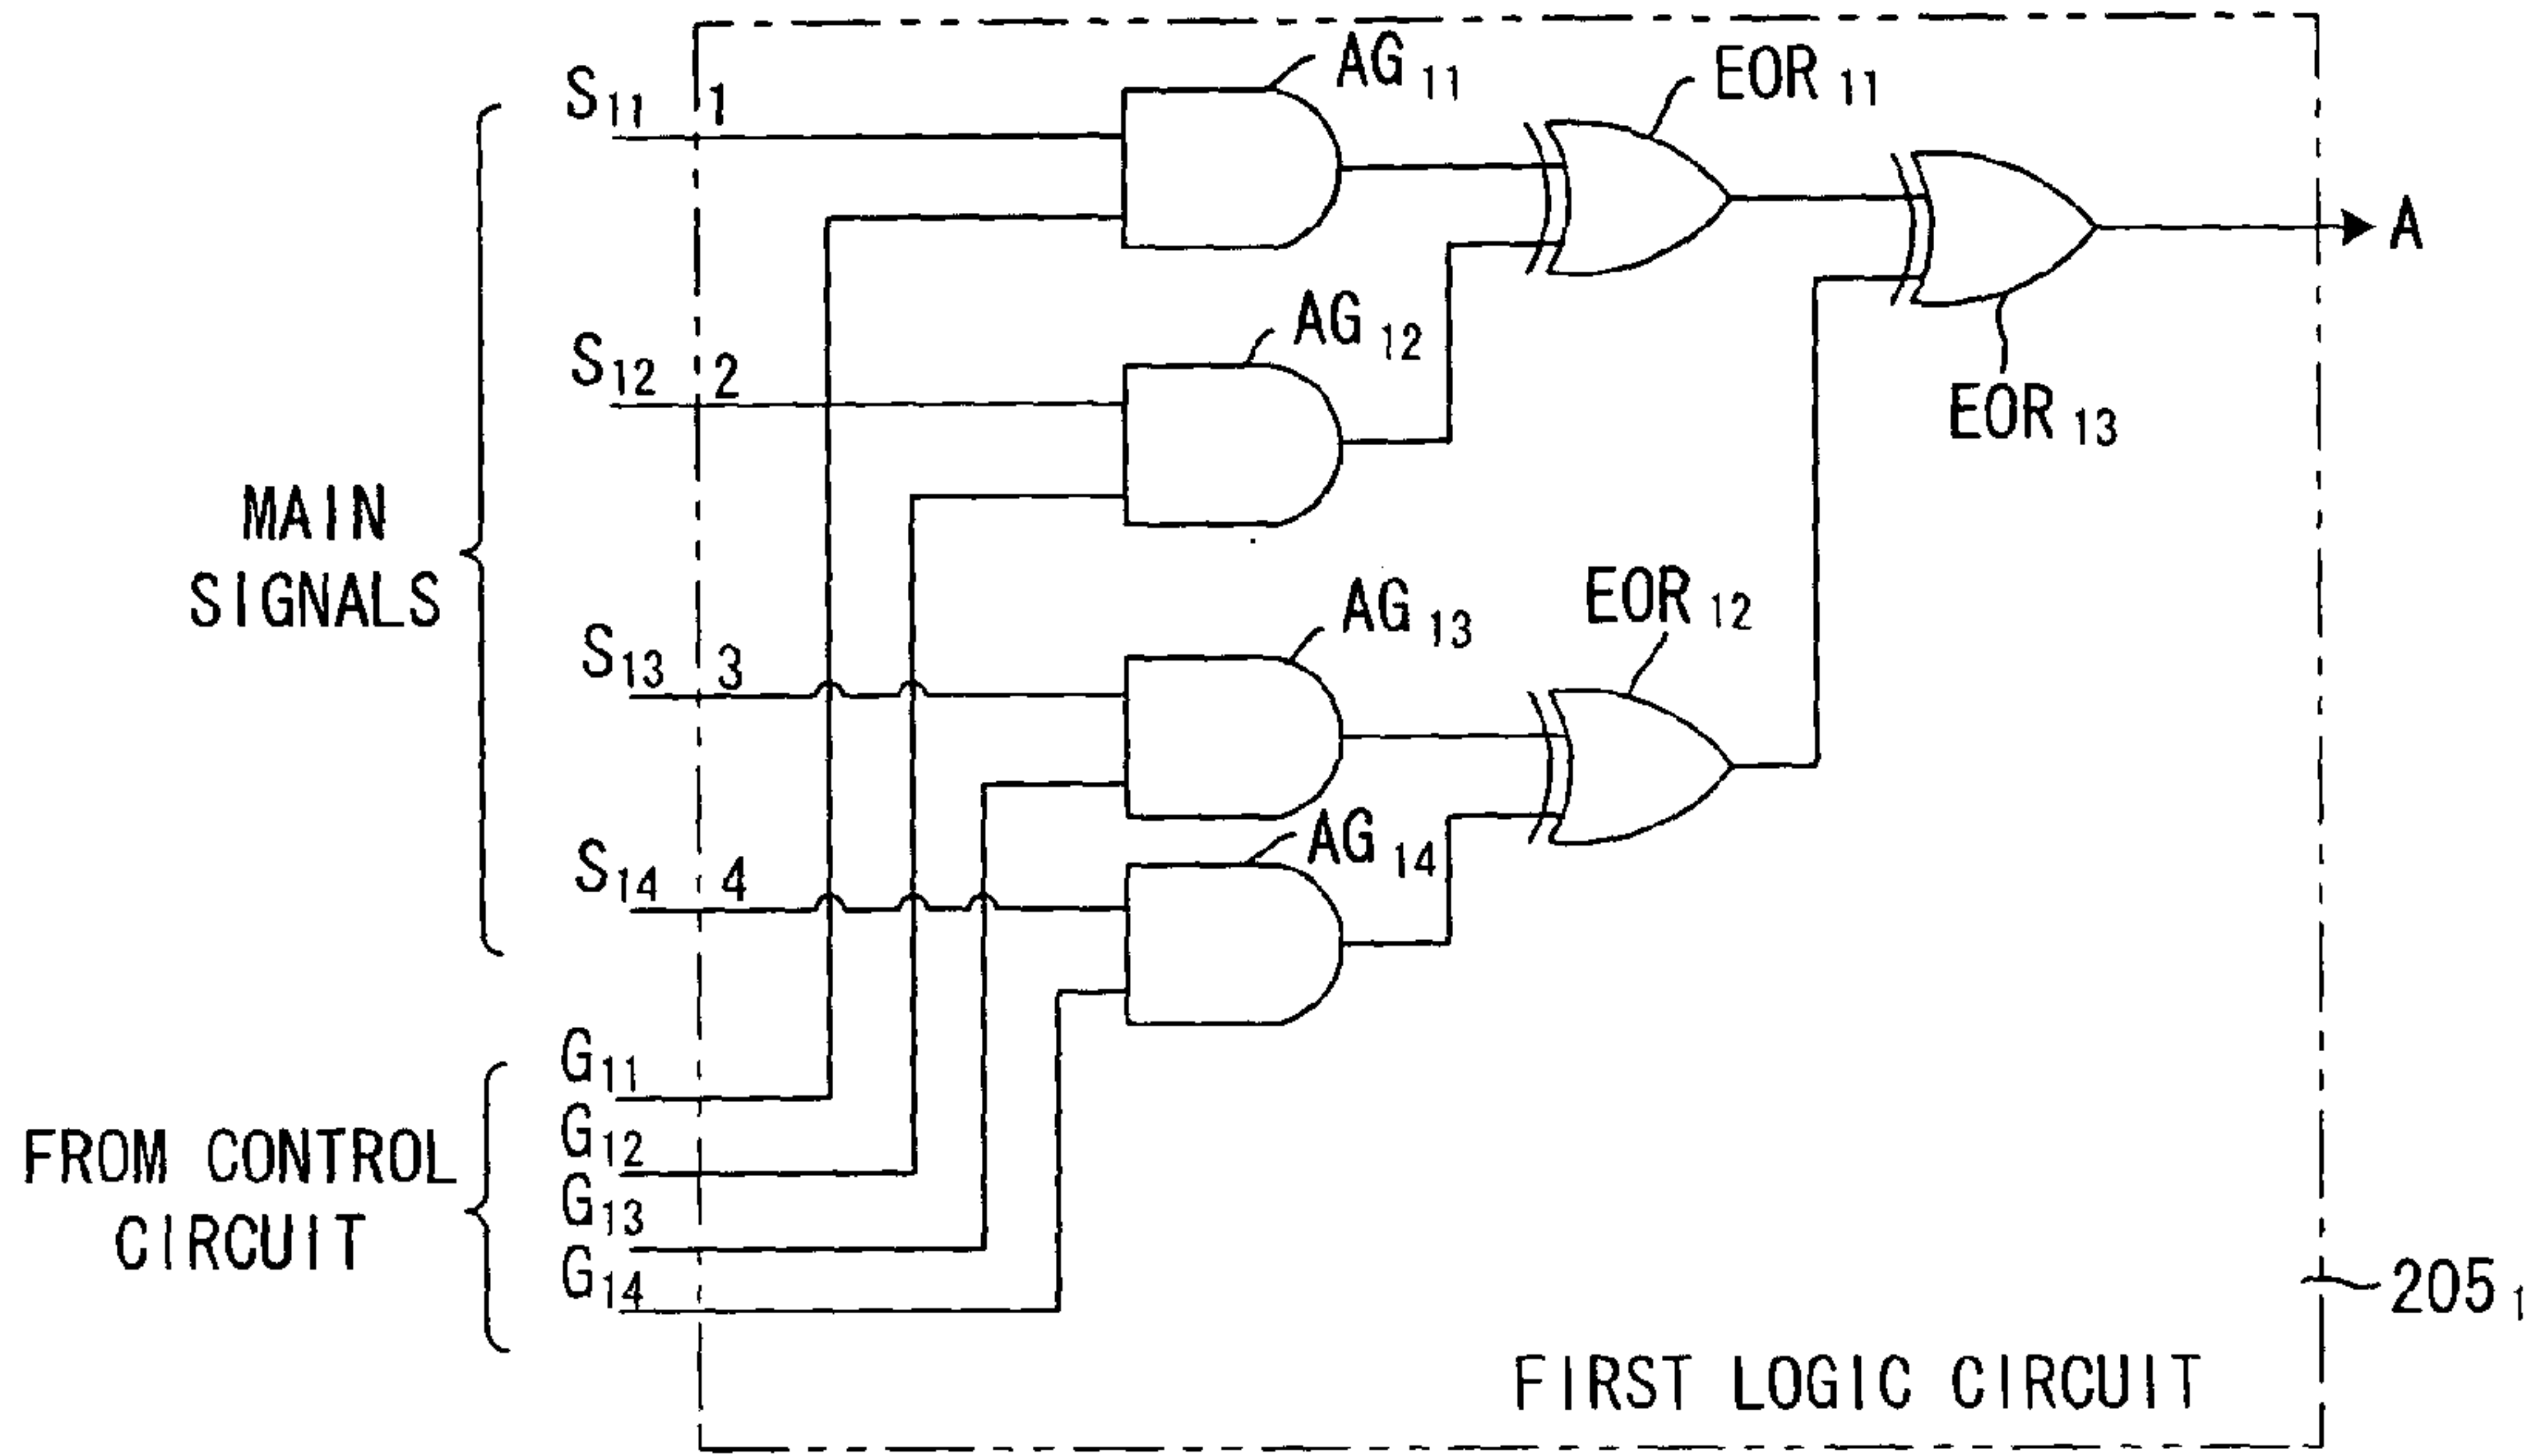 AG11
EOR11
S11 1
A
AG12
S12 2
EOR13
MAIN
SIGNALS
AG13
EOR12
S13 3
AG14
S14 4
G11
G12
FROM CONTROL
CIRCUIT
G13
G14
2051
FIRST LOGIC CIRCUIT